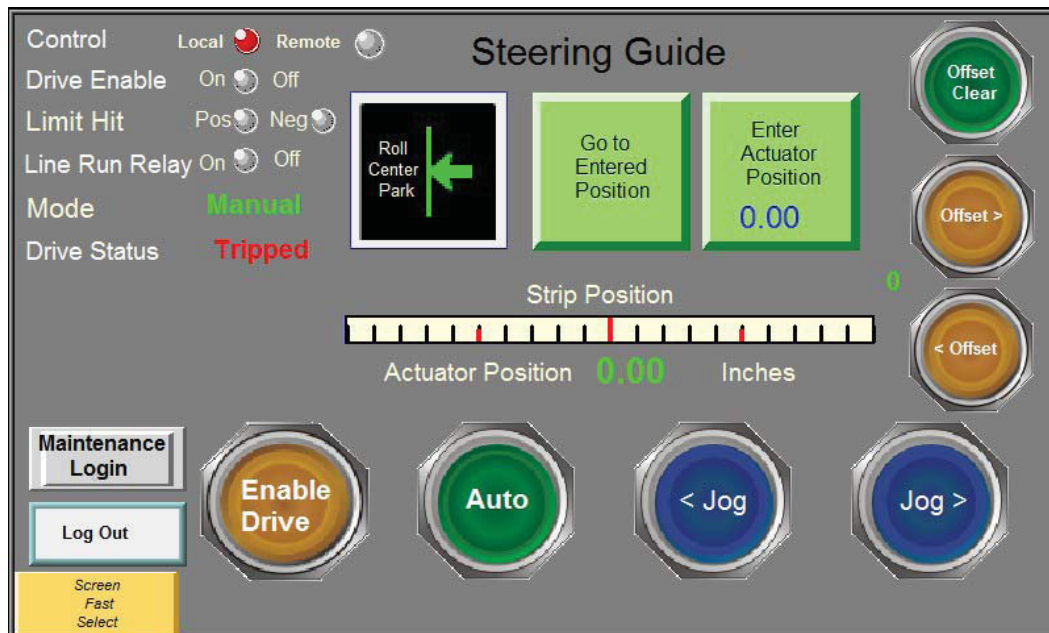 Steering Guide
Control Local Remote
Drive Enable On Off
Limit Hit Pos Neg
Line Run Relay On Off
Mode Manual
Drive Status Tripped
Roll
Center
Park
Go to
Entered
Position
Enter
Actuator
Position
0.00
Offset
Clear
Offset >
0
< Offset
Strip Position
Actuator Position 0.00 Inches
Maintenance
Login
Log Out
Screen
Fast
Select
Enable
Drive
Auto
< Jog
Jog >